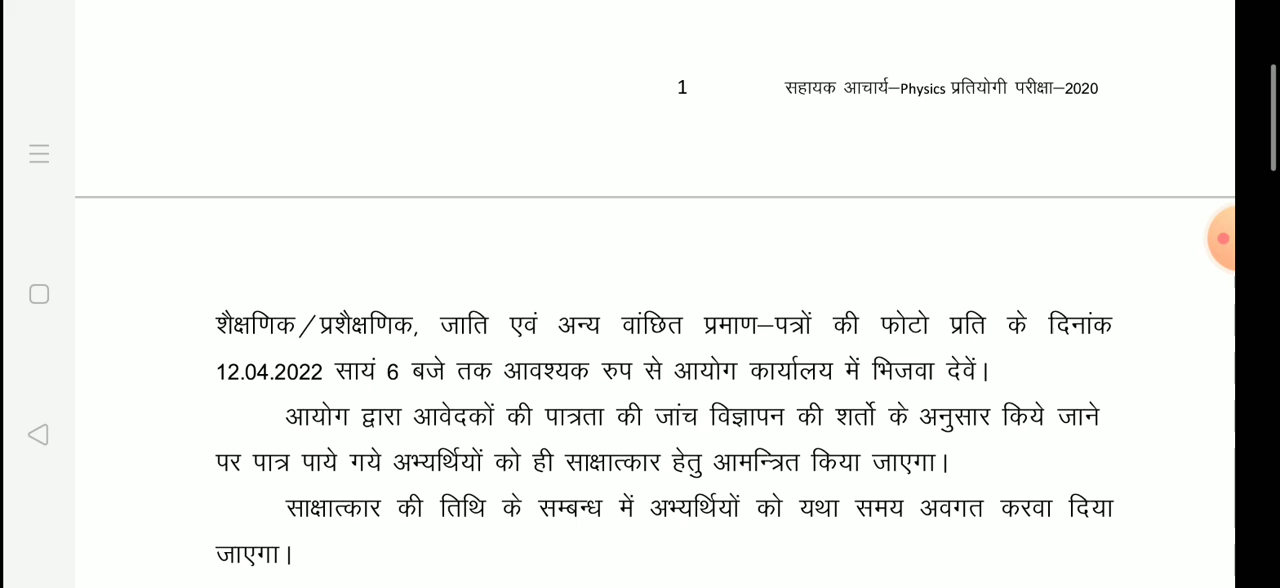 1 सहायक आचार्य–Physics प्रतियोगी परीक्षा–2020
शैक्षणिक/प्रशैक्षणिक, जाति एवं अन्य वांछित प्रमाण–पत्रों की फोटो प्रति के दिनांक
12.04.2022 सायं 6 बजे तक आवश्यक रुप से आयोग कार्यालय में भिजवा देवें।
आयोग द्वारा आवेदकों की पात्रता की जांच विज्ञापन की शर्तो के अनुसार किये जाने
पर पात्र पाये गये अभ्यर्थियों को ही साक्षात्कार हेतु आमन्त्रित किया जाएगा।
साक्षात्कार की तिथि के सम्बन्ध में अभ्यर्थियों को यथा समय अवगत करवा दिया
जाएगा।